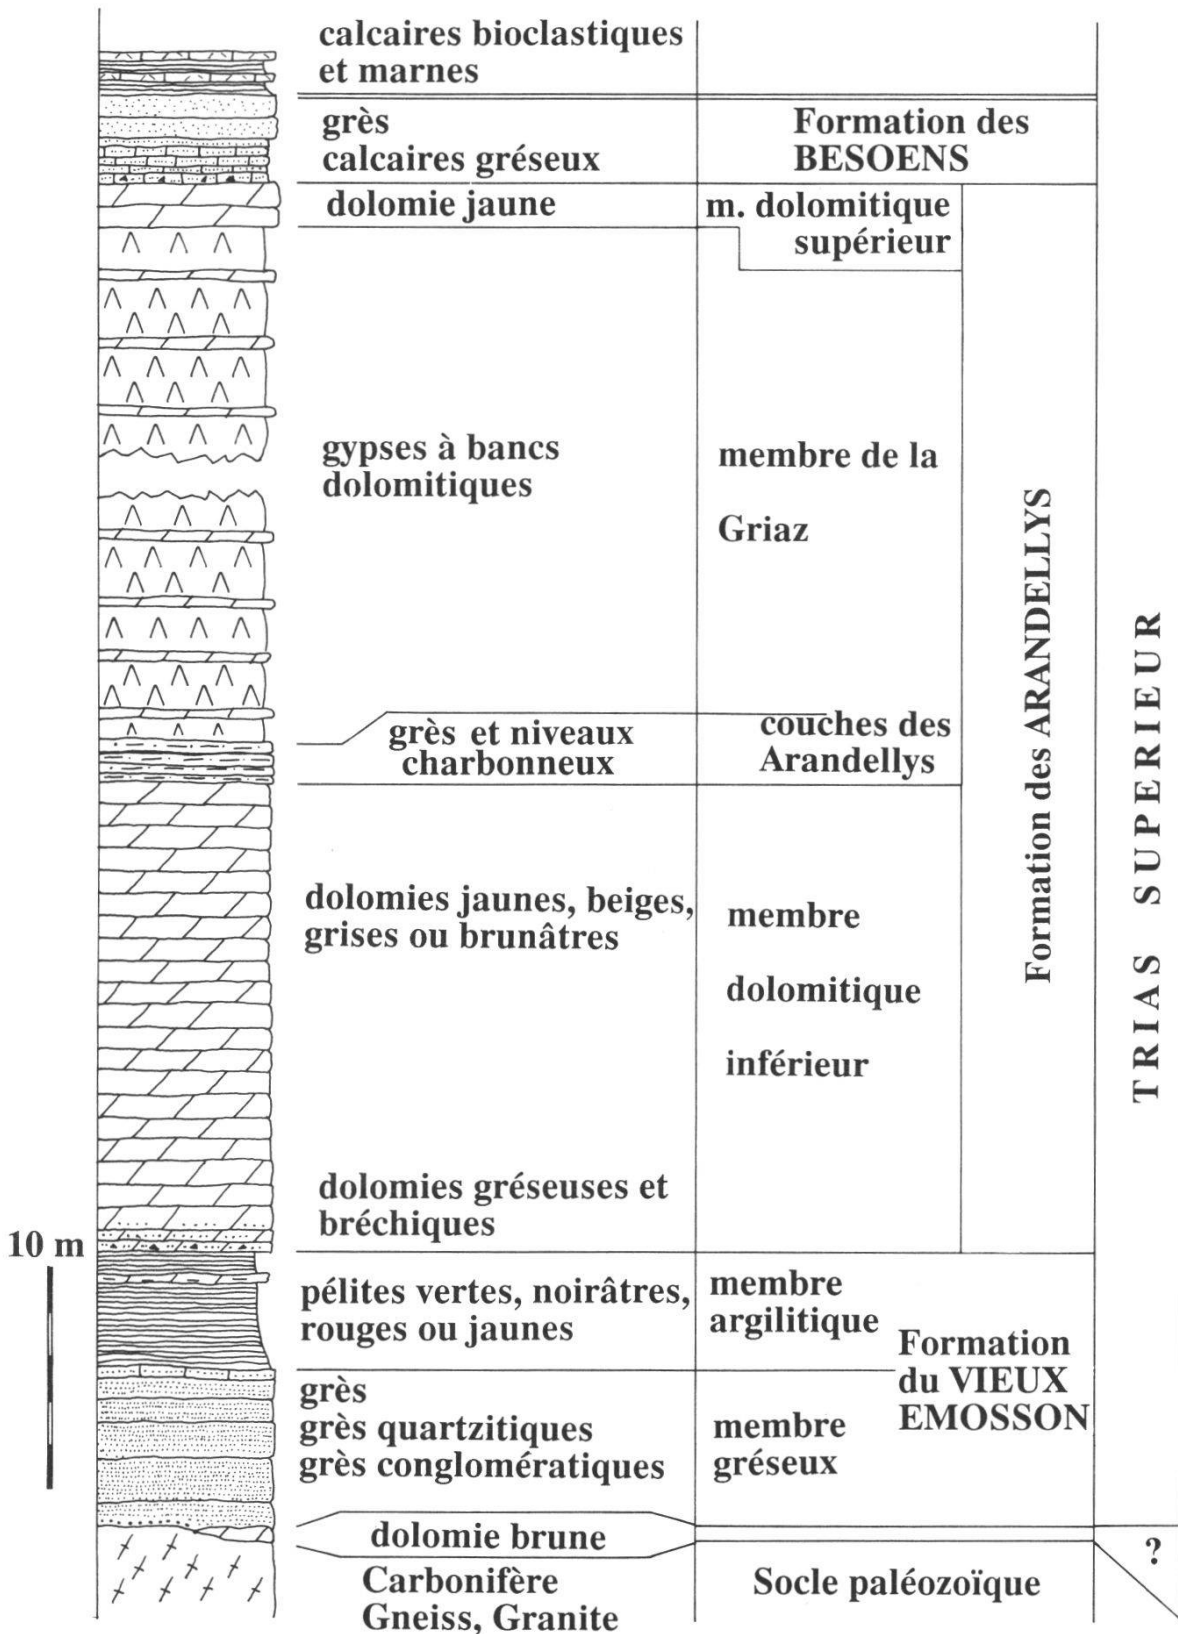 calcaires bioclastiques
et marnes
grès
calcaires gréseux
Formation des
BESOENS
dolomie jaune
m. dolomitique
supérieur
gypses à bancs
dolomitiques
membre de la
Griaz
grès et niveaux
charbonneux
couches des
Arandellys
dolomies jaunes, beiges,
grises ou brunâtres
membre
dolomitique
inférieur
dolomies gréseuses et
bréchiques
Formation des ARANDELLYS
TRIAS SUPERIEUR
10 m
pélites vertes, noirâtres,
rouges ou jaunes
membre
argilitique
Formation
du VIEUX
EMOSSON
grès
grès quartzitiques
grès conglomératiques
membre
gréseux
dolomie brune
?
Carbonifère
Gneiss, Granite
Socle paléozoïque